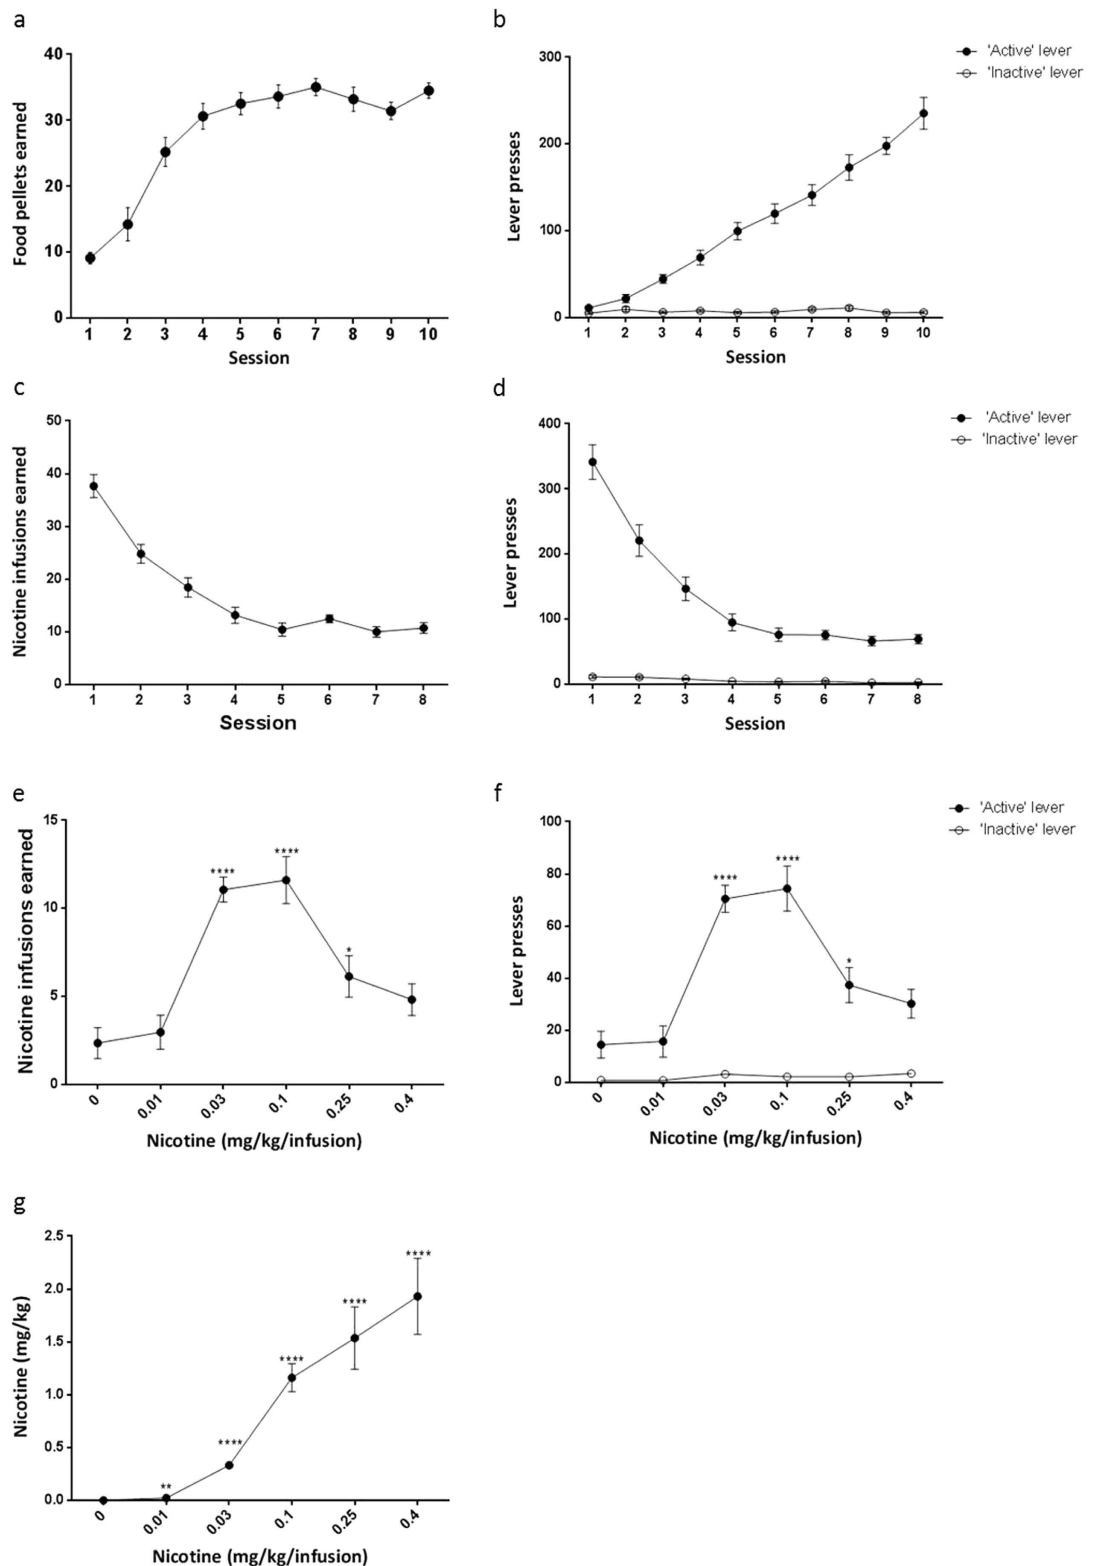 a
Food pellets earned
40
30
20
10
0
1 2 3 4 5 6 7 8 9 10
Session
b
Lever presses
300
200
100
0
1 2 3 4 5 6 7 8 9 10
Session
'Active' lever
'Inactive' lever
c
Nicotine infusions earned
50
40
30
20
10
0
1 2 3 4 5 6 7 8
Session
d
Lever presses
400
300
200
100
0
1 2 3 4 5 6 7 8
Session
'Active' lever
'Inactive' lever
e
Nicotine infusions earned
15
10
5
0
****
****
*
0 0.01 0.03 0.1 0.25 0.4
Nicotine (mg/kg/infusion)
f
Lever presses
100
80
60
40
20
0
****
****
*
0 0.01 0.03 0.1 0.25 0.4
Nicotine (mg/kg/infusion)
'Active' lever
'Inactive' lever
g
Nicotine (mg/kg)
2.5
2.0
1.5
1.0
0.5
0.0
**
****
****
****
****
0 0.01 0.03 0.1 0.25 0.4
Nicotine (mg/kg/infusion)